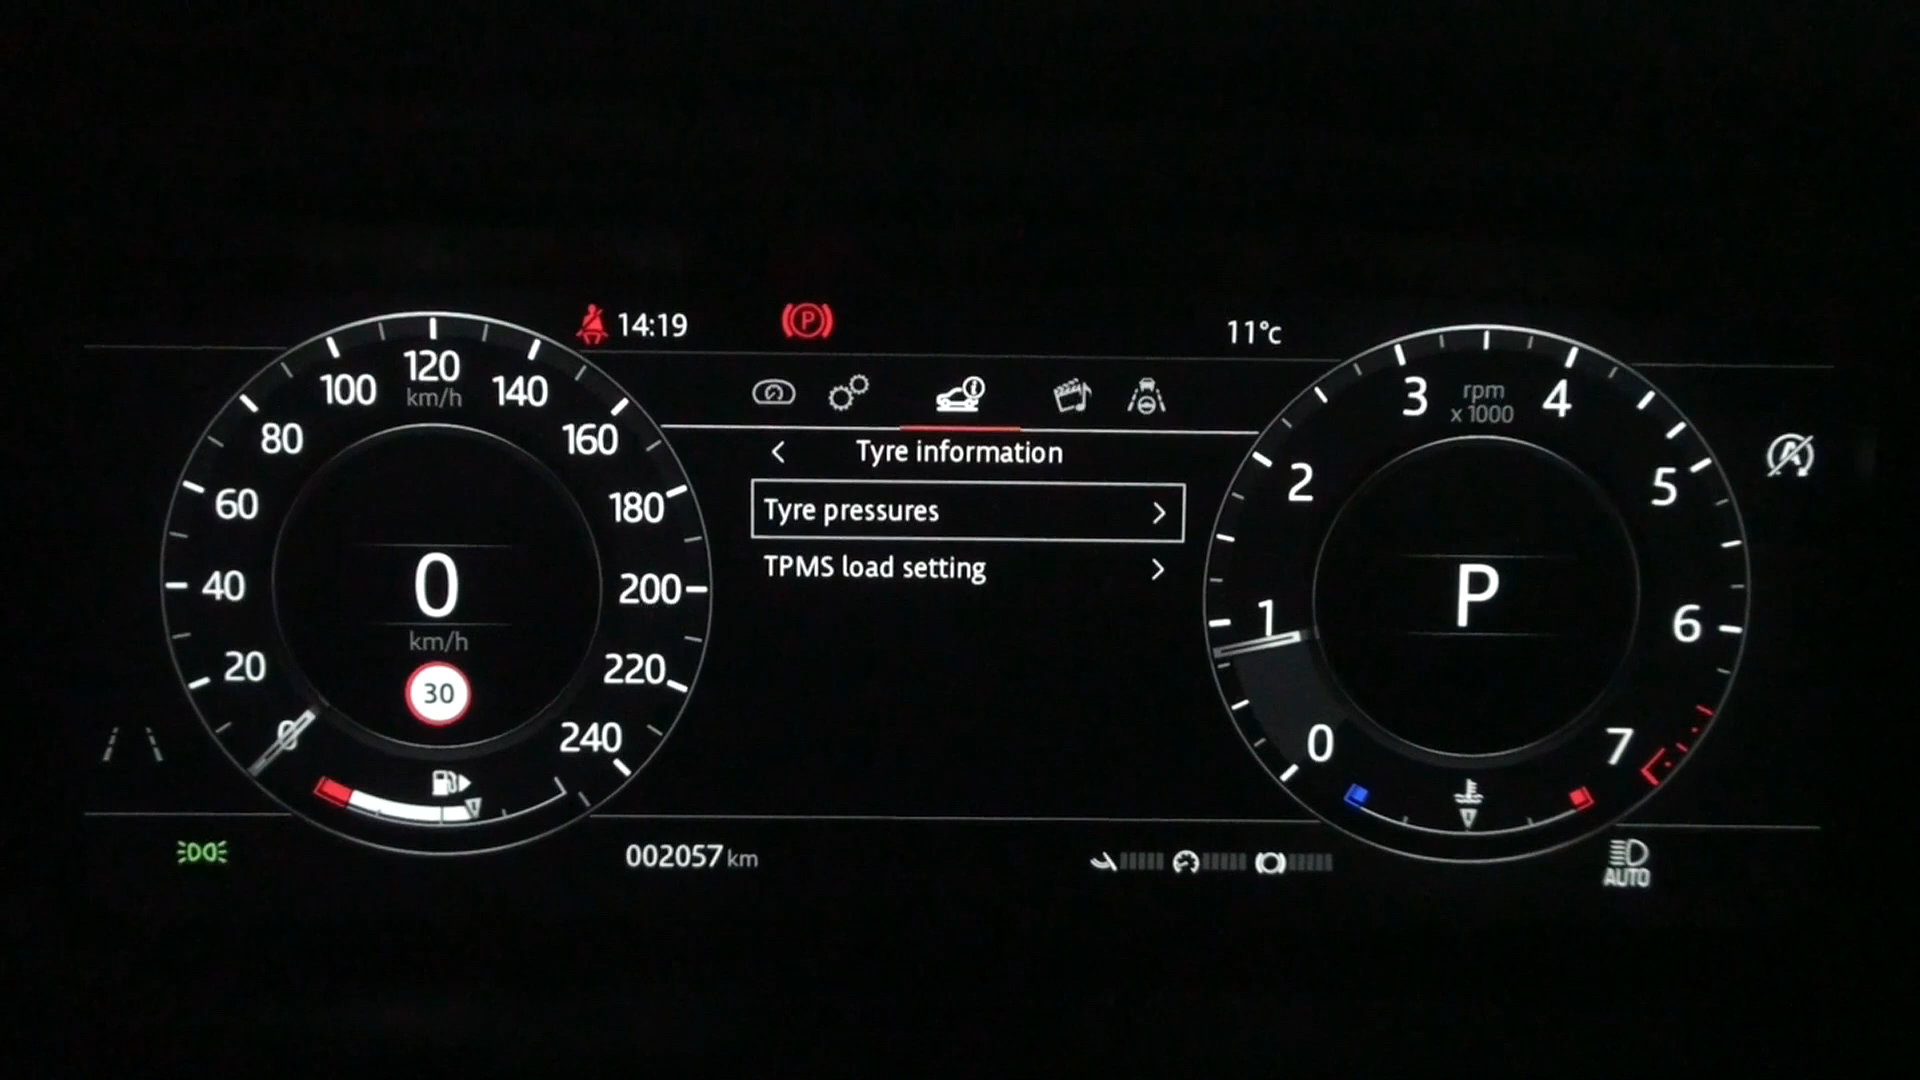 14:19
P
11°c
120
km/h
100
140
80
160
60
180
40
200
20
220
0
240
0
km/h
30
Tyre information
Tyre pressures
TPMS load setting
3
rpm
x 1000
4
2
5
1
6
0
7
P
A
002057 km
AUTO